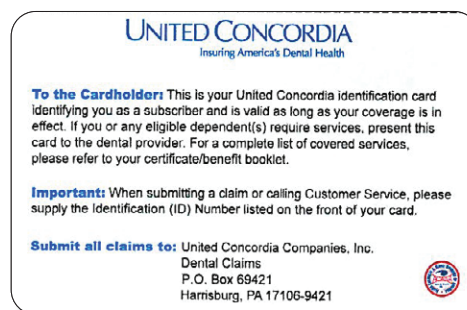 UNITED CONCORDIA
Insuring America's Dental Health
To the Cardholder: This is your United Concordia identification card
identifying you as a subscriber and is valid as long as your coverage is in
effect. If you or any eligible dependent(s) require services, present this
card to the dental provider. For a complete list of covered services,
please refer to your certificate/benefit booklet.
Important: When submitting a claim or calling Customer Service, please
supply the Identification (ID) Number listed on the front of your card.
Submit all claims to: United Concordia Companies, Inc.
Dental Claims
P.O. Box 69421
Harrisburg, PA 17106-9421